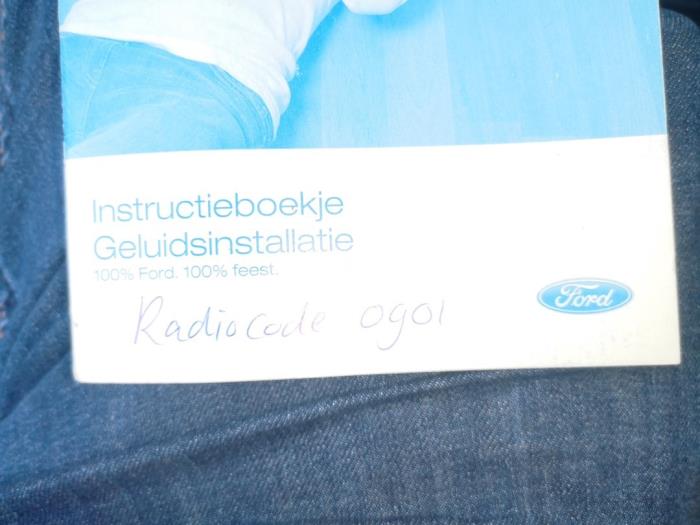 Instructieboekje
Geluidsinstallatie
100% Ford. 100% feest.
Ford
Radiocode 0901